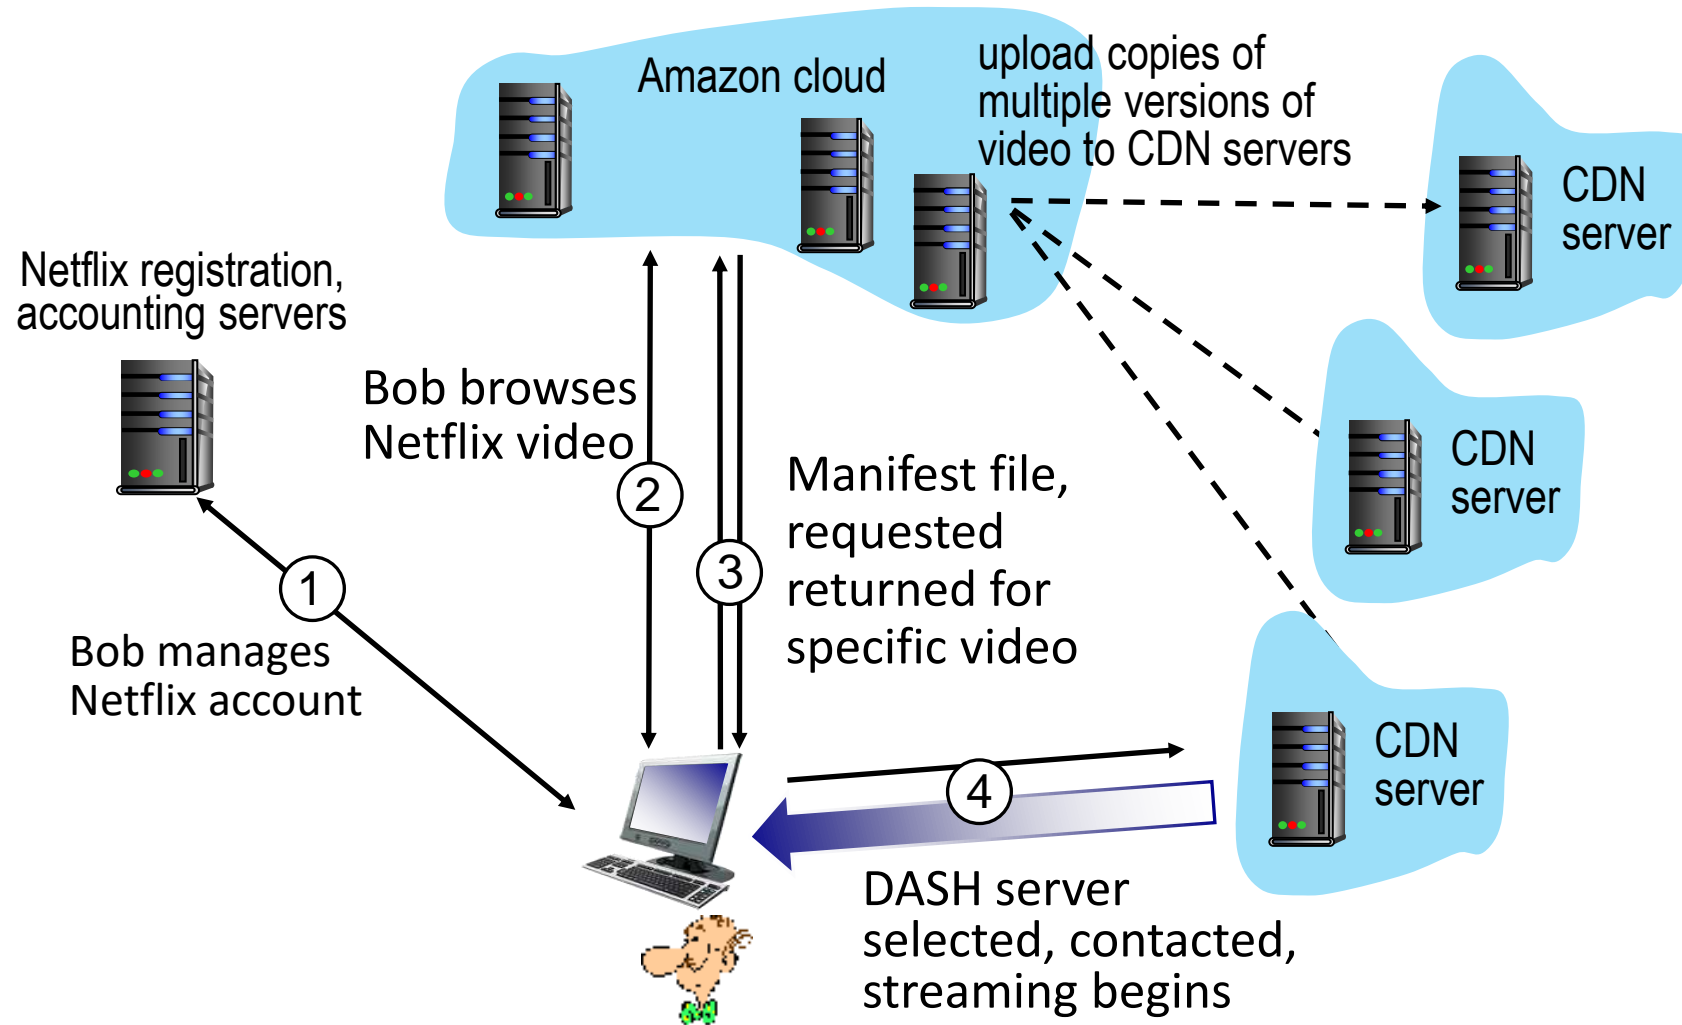 Amazon cloud
upload copies of
multiple versions of
video to CDN servers
CDN
server
Netflix registration,
accounting servers
Bob browses
Netflix video
2
Manifest file,
requested
returned for
specific video
3
CDN
server
1
Bob manages
Netflix account
4
CDN
server
DASH server
selected, contacted,
streaming begins